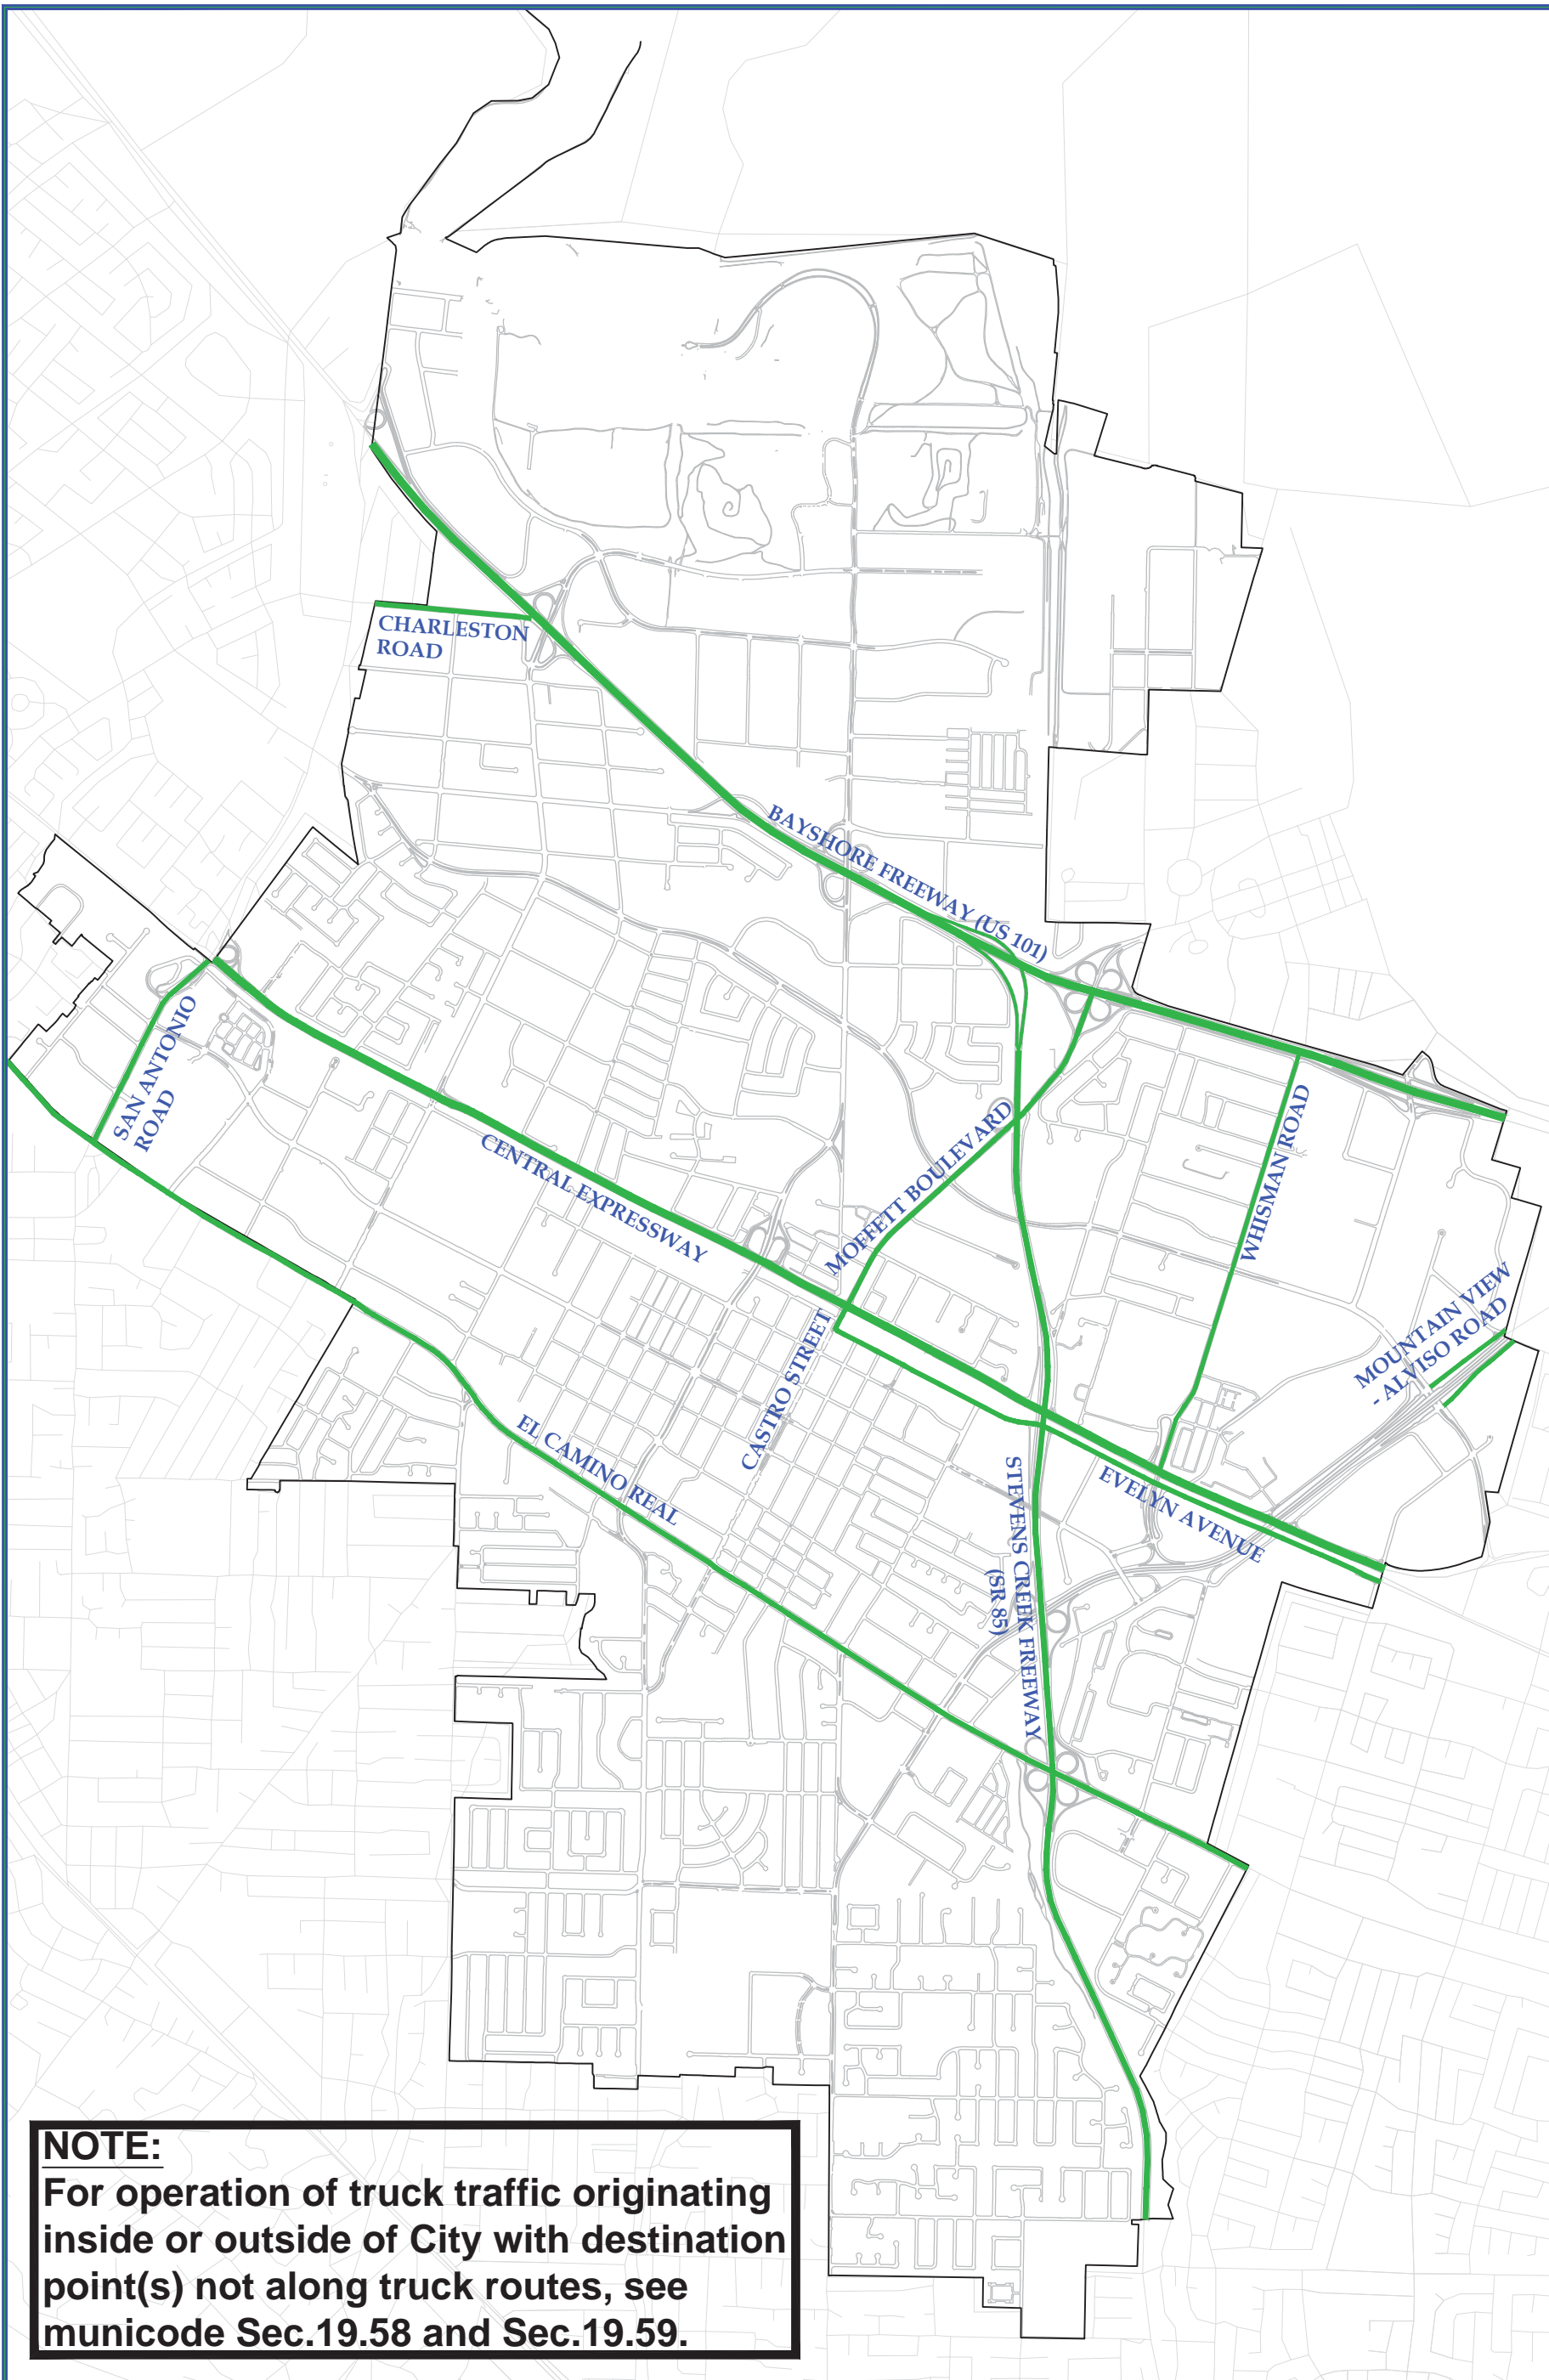 CHARLESTON
ROAD
BAYSHORE FREEWAY (US 101)
SAN ANTONIO
ROAD
CENTRAL EXPRESSWAY
MOFFETT BOULEVARD
WHISMAN ROAD
MOUNTAIN VIEW
- ALVISO ROAD
CASTRO STREET
EL CAMINO REAL
STEVENS CREEK FREEWAY
(SR 85)
EVELYN AVENUE
NOTE:
For operation of truck traffic originating
inside or outside of City with destination
point(s) not along truck routes, see
municode Sec.19.58 and Sec.19.59.